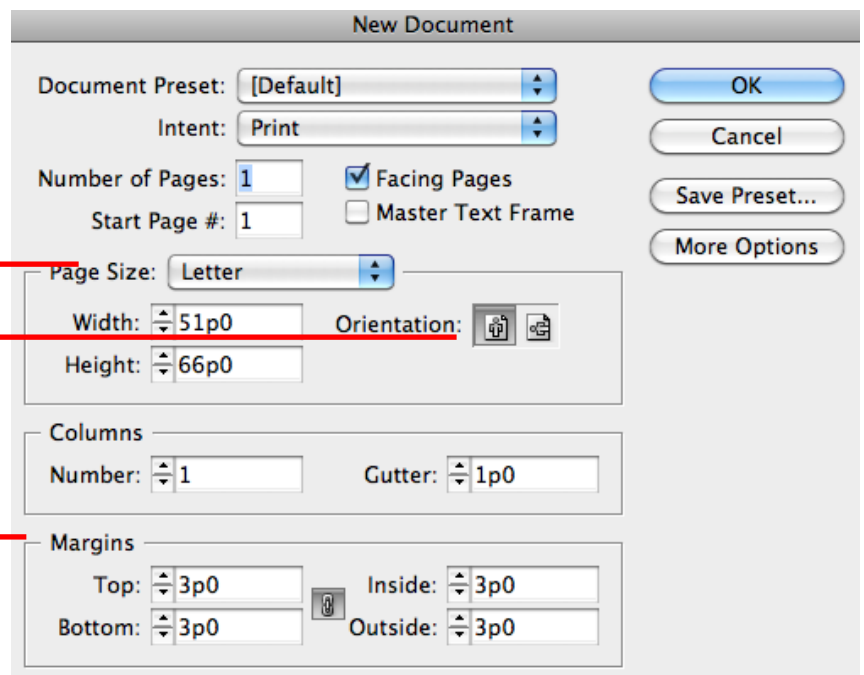 New Document
Document Preset: [Default] OK
Intent: Print Cancel
Number of Pages: 1 Facing Pages Save Preset...
Start Page #: 1 Master Text Frame More Options
Page Size: Letter
Width: 51p0 Orientation:
Height: 66p0
Columns
Number: 1 Gutter: 1p0
Margins
Top: 3p0 Inside: 3p0
Bottom: 3p0 Outside: 3p0